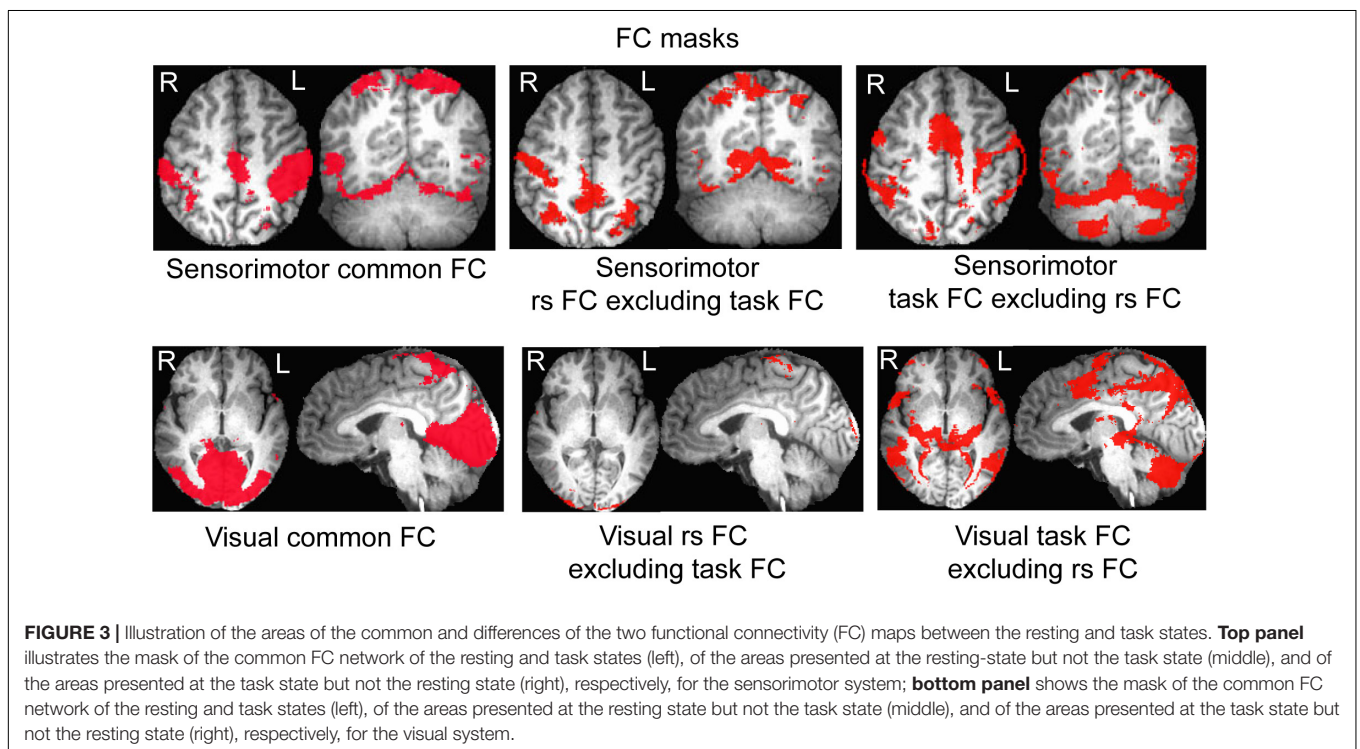 FC masks
R L
R L
R L
Sensorimotor common FC
Sensorimotor
rs FC excluding task FC
Sensorimotor
task FC excluding rs FC
R L
R L
R L
Visual common FC
Visual rs FC
excluding task FC
Visual task FC
excluding rs FC
FIGURE 3 | Illustration of the areas of the common and differences of the two functional connectivity (FC) maps between the resting and task states. Top panel
illustrates the mask of the common FC network of the resting and task states (left), of the areas presented at the resting-state but not the task state (middle), and of
the areas presented at the task state but not the resting state (right), respectively, for the sensorimotor system; bottom panel shows the mask of the common FC
network of the resting and task states (left), of the areas presented at the resting state but not the task state (middle), and of the areas presented at the task state but
not the resting state (right), respectively, for the visual system.